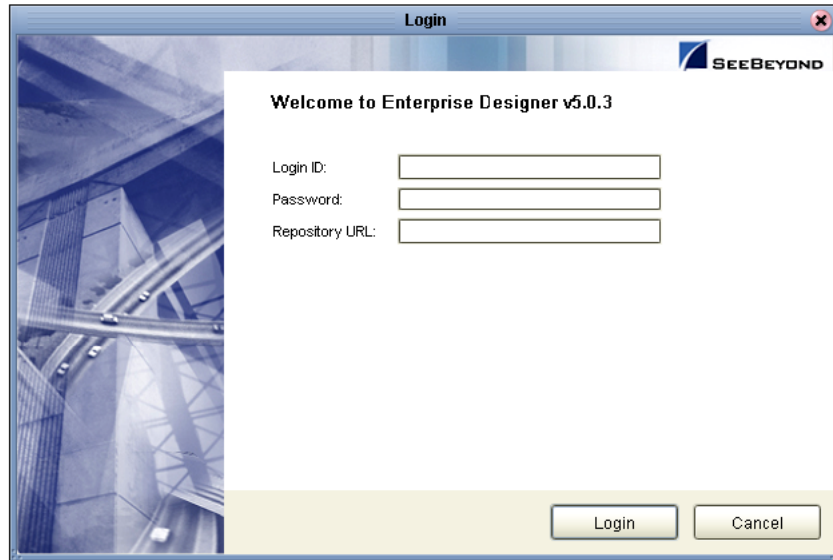 Login
SEEBEYOND
Welcome to Enterprise Designer v5.0.3
Login ID:
Password:
Repository URL:
Login
Cancel